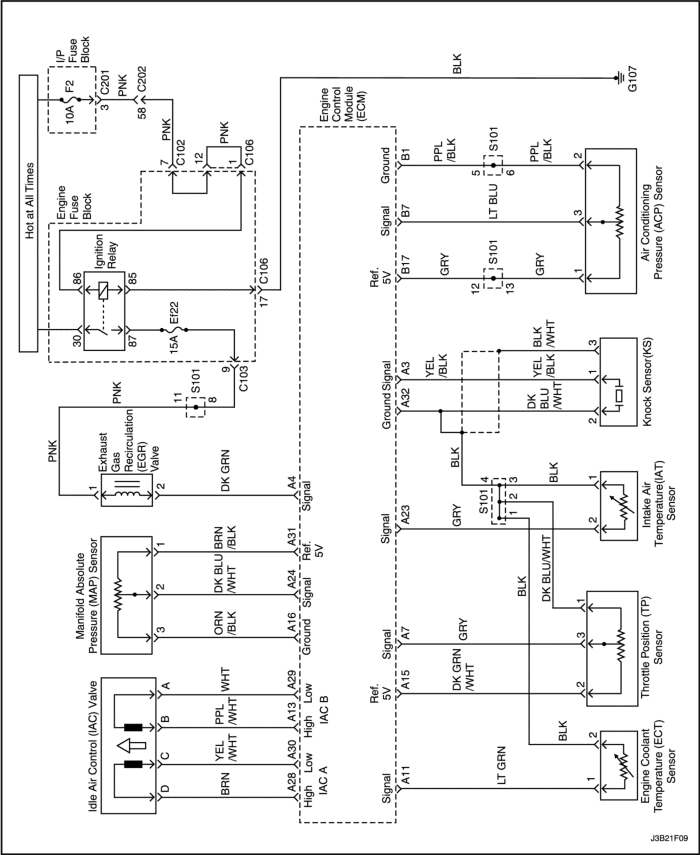 Hot at All Times
I/P
Fuse
Block
F2
10A
C201
3
PNK
C202
58
PNK
7
C102
12
PNK
1
C106
Engine
Fuse
Block
Ignition
Relay
86
85
30
87
Ef22
15A
C106
17
9
C103
BLK
G107
PNK
S101
11
8
PNK
Exhaust
Gas
Recirculation
(EGR)
Valve
1
2
DK GRN
A4
Signal
Manifold Absolute
Pressure (MAP) Sensor
1
2
3
BRN
/BLK
DK BLU
/WHT
ORN
/BLK
A31
A24
A16
Ref.
5V
Signal
Ground
Idle Air Control (IAC) Valve
A
B
C
D
WHT
PPL
/WHT
YEL
/WHT
BRN
A29
A13
A30
A28
Low
High
Low
High
IAC B
IAC A
Engine
Control
Module
(ECM)
Ground
B1
PPL
/BLK
S101
5
6
PPL
/BLK
2
Signal
B7
LT BLU
3
Ref.
5V
B17
GRY
S101
12
13
GRY
1
Air Conditioning
Pressure (ACP) Sensor
Signal
A3
YEL
/BLK
Ground
A32
BLK
/WHT
3
YEL
/BLK
1
DK
BLU
/WHT
2
Knock Sensor(KS)
BLK
S101
4
3
2
1
BLK
1
Signal
A23
GRY
2
Intake Air
Temperature(IAT)
Sensor
BLK
DK BLU/WHT
Signal
A7
GRY
1
3
2
Ref.
5V
A15
DK GRN
/WHT
Throttle Position (TP)
Sensor
BLK
2
Signal
A11
LT GRN
1
Engine Coolant
Temperature (ECT)
Sensor
J3B21F09